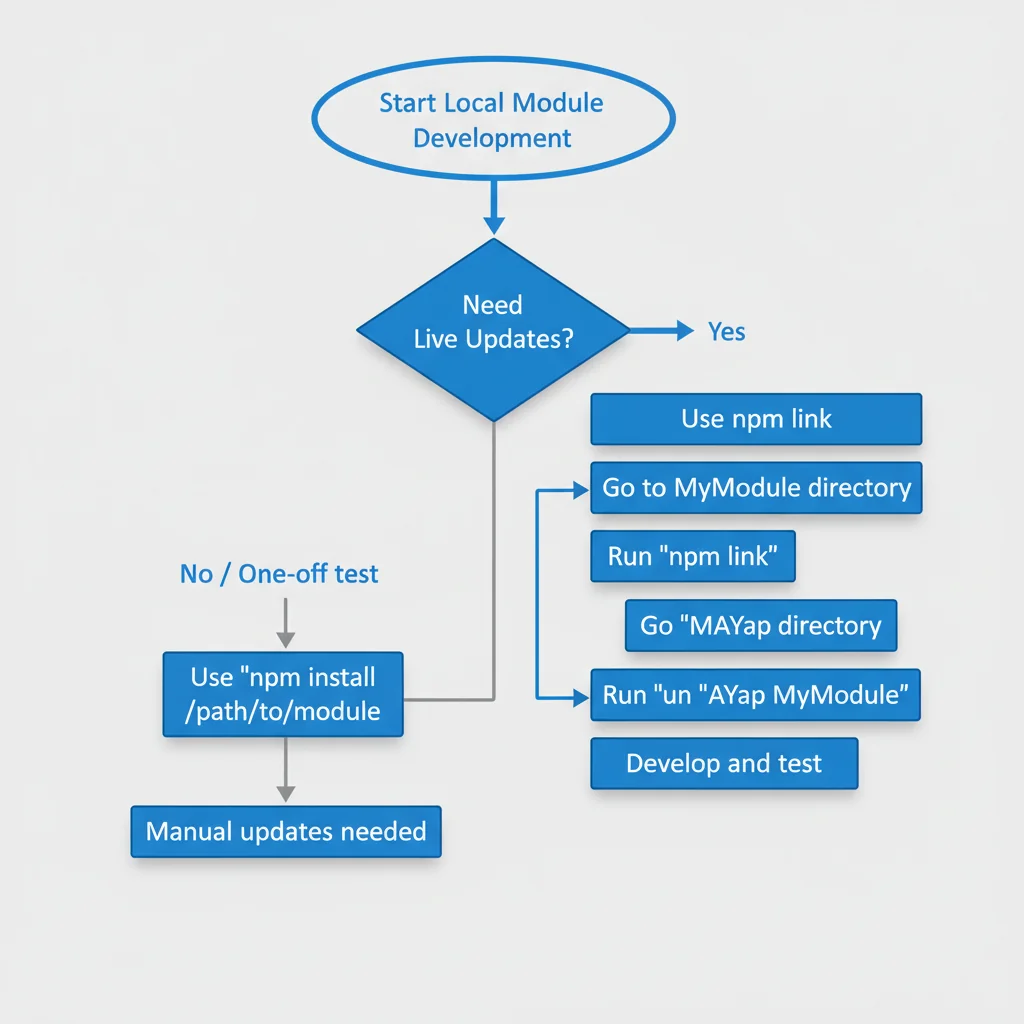 Start Local Module
Development
Need
Live Updates?
Yes
Use npm link
Go to MyModule directory
Run "npm link"
Go "MAYap directory
Run "un "AYap MyModule"
Develop and test
No / One-off test
Use "npm install
/path/to/module
Manual updates needed